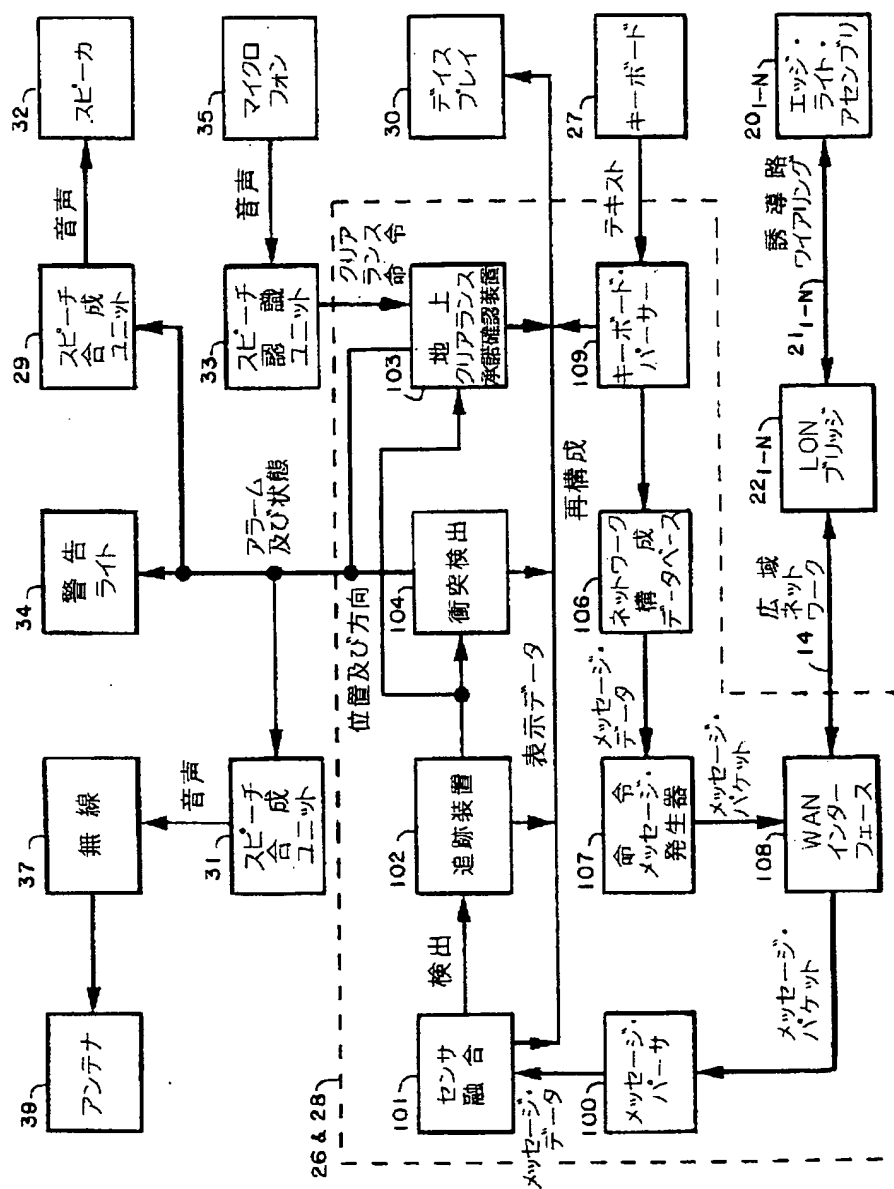 39
アンテナ
37
無線
34
警告
ライト
29
スピーチ
合成
ユニット
32
スピーカ
音声
音声
31
スピーチ
合成
ユニット
アラーム
及び状態
33
スピーチ
認識
ユニット
音声
35
マイクロ
フォン
26 & 28
位置及び方向
クリア
ランス命令
101
センサ
融合
検出
102
追跡装置
104
衝突検出
103
地上
クリアランス
承諾確認装置
30
ディス
プレイ
表示データ
メッセージ・
データ
100
メッセージ・
パーサ
107
命令
メッセージ・
発生器
メッセージ・
データ
106
ネットワーク
構成
データベース
再構成
109
キーボード・
パーサー
テキスト
27
キーボード
メッセージ・
パケット
メッセージ・
パケット
108
WAN
インター
フェース
広域
ネット
ワーク
14
22 1-N
LON
ブリッジ
誘導路
ワイアリング
21 1-N
20 1-N
エッジ・
ライト・
アセンブリ